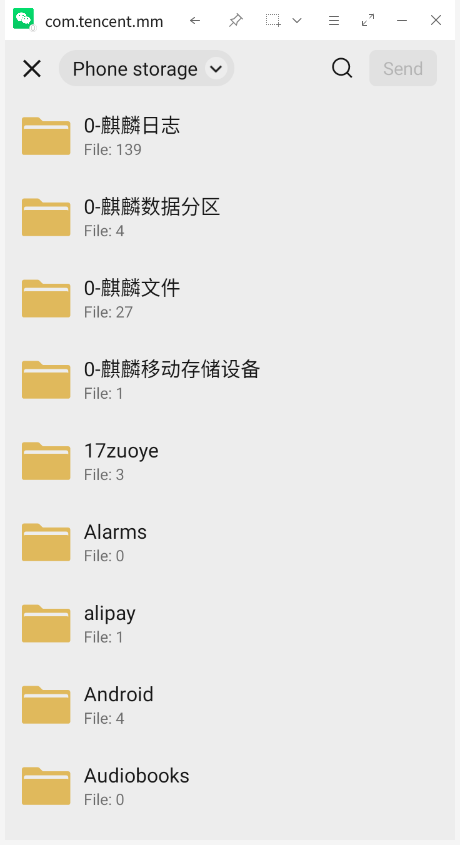 com.tencent.mm
Phone storage
Send
0-麒麟日志
File: 139
0-麒麟数据分区
File: 4
0-麒麟文件
File: 27
0-麒麟移动存储设备
File: 1
17zuoye
File: 3
Alarms
File: 0
alipay
File: 1
Android
File: 4
Audiobooks
File: 0